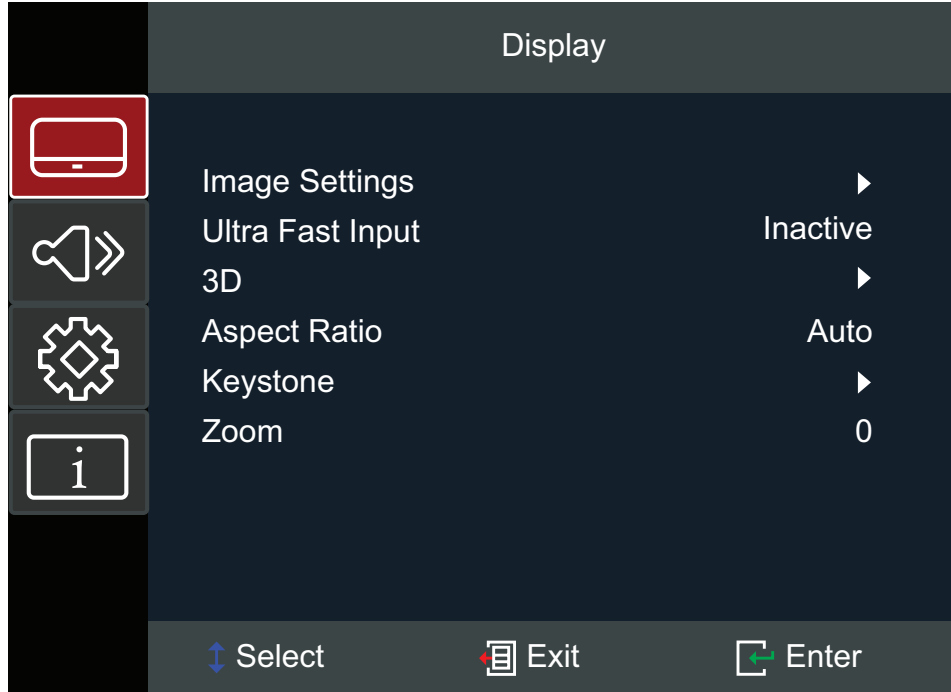 Display
Image Settings
Ultra Fast Input Inactive
3D
Aspect Ratio Auto
Keystone
Zoom 0
i
Select Exit Enter